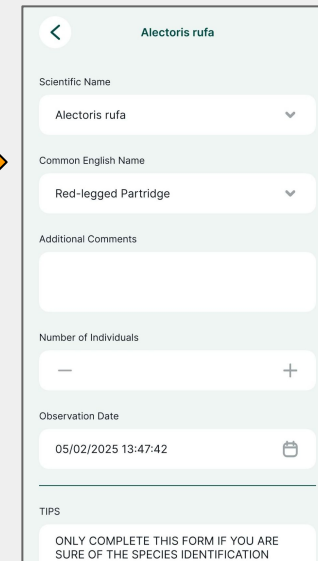 Alectoris rufa
Scientific Name
Alectoris rufa
Common English Name
Red-legged Partridge
Additional Comments
Number of Individuals
Observation Date
05/02/2025 13:47:42
TIPS
ONLY COMPLETE THIS FORM IF YOU ARE
SURE OF THE SPECIES IDENTIFICATION